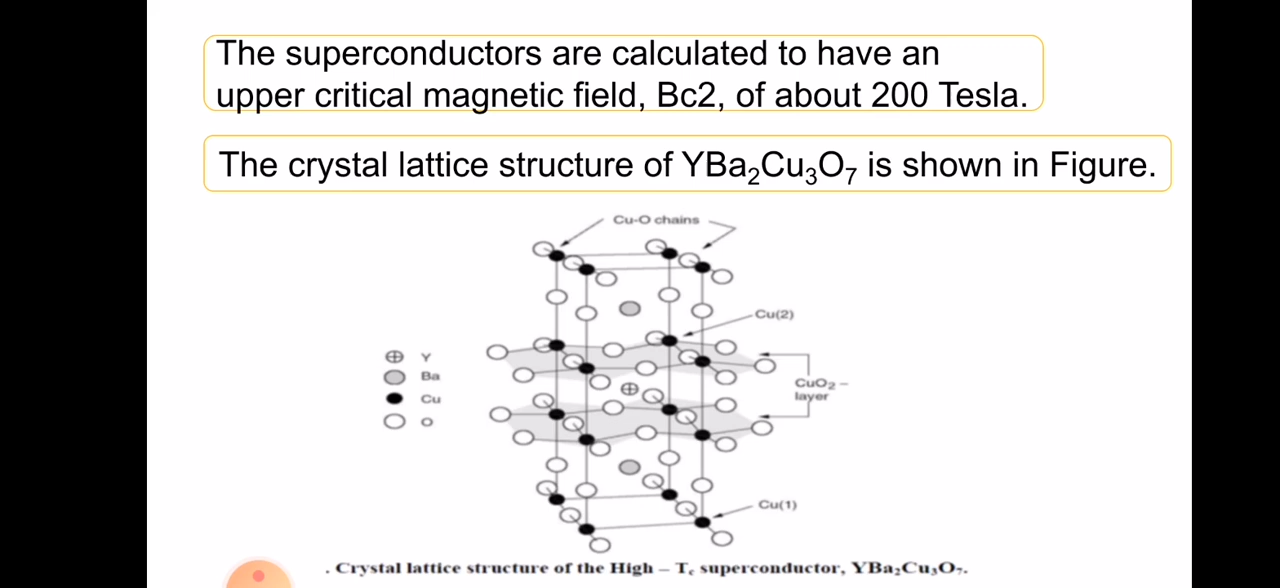 The superconductors are calculated to have an
upper critical magnetic field, Bc2, of about 200 Tesla.
The crystal lattice structure of YBa₂Cu₃O₇ is shown in Figure.
Cu-O chains
Cu(2)
Y
Ba
Cu
O
CuO₂ –
layer
Cu(1)
. Crystal lattice structure of the High – Tc superconductor, YBa₂Cu₃O₇.